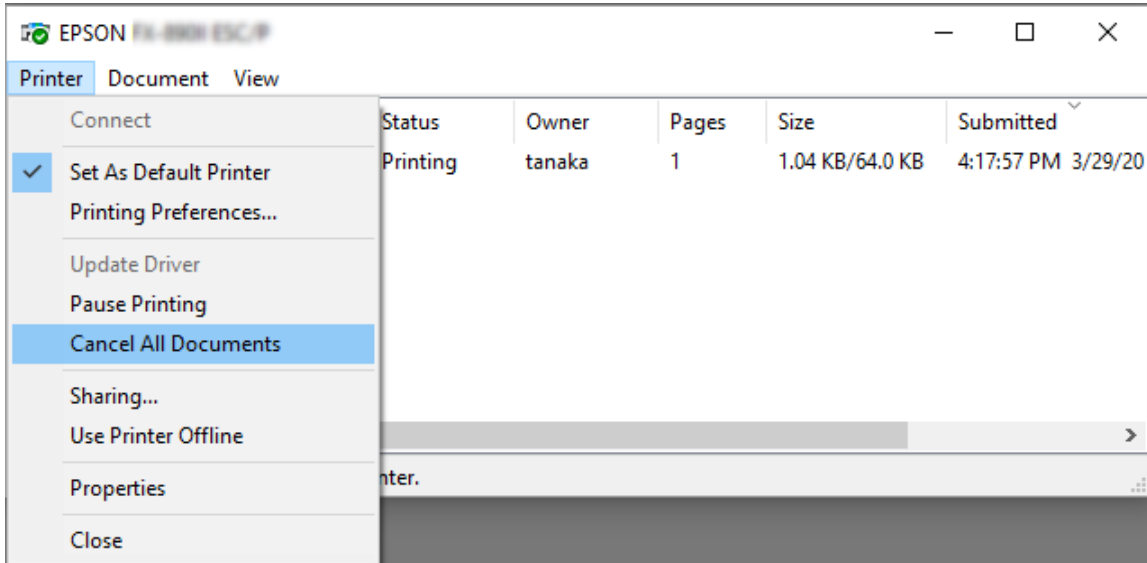 EPSON
Printer Document View
Connect
Status Owner Pages Size Submitted
Set As Default Printer
Printing tanaka 1 1.04 KB/64.0 KB 4:17:57 PM 3/29/20
Printing Preferences...
Update Driver
Pause Printing
Cancel All Documents
Sharing...
Use Printer Offline
Properties
nter.
Close